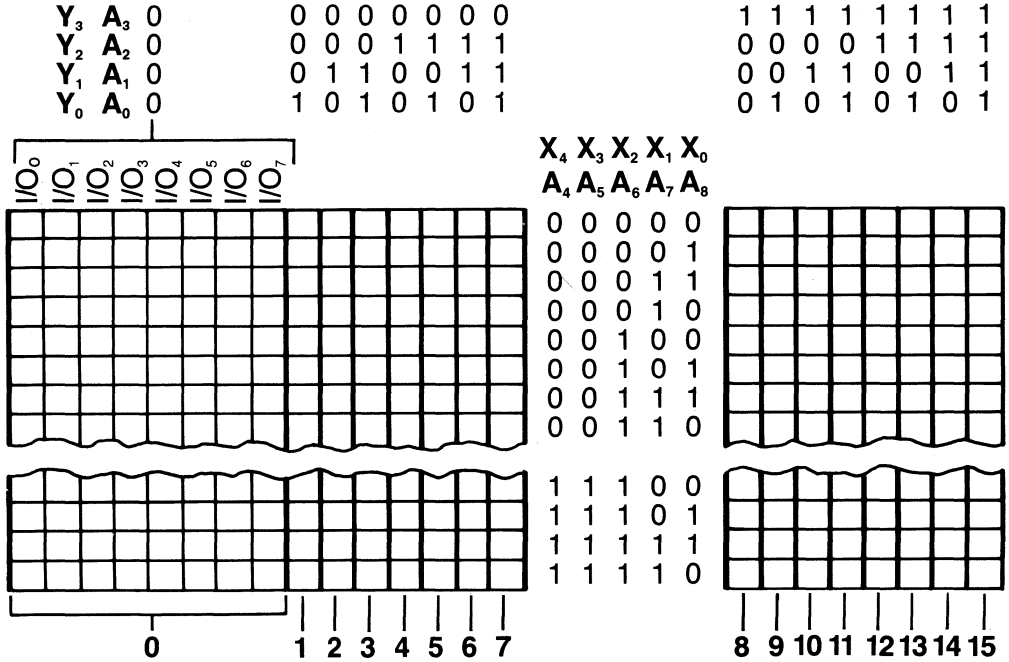 Y₃ A₃ 0 0 0 0 0 0 0 0 1 1 1 1 1 1 1 1
Y₂ A₂ 0 0 0 0 1 1 1 1 0 0 0 0 1 1 1 1
Y₁ A₁ 0 0 1 1 0 0 1 1 0 0 1 1 0 0 1 1
Y₀ A₀ 0 1 0 1 0 1 0 1 0 1 0 1 0 1 0 1
I/O₀ I/O₁ I/O₂ I/O₃ I/O₄ I/O₅ I/O₆ I/O₇
X₄ X₃ X₂ X₁ X₀
A₄ A₅ A₆ A₇ A₈
0 0 0 0 0
0 0 0 0 1
0 0 0 1 1
0 0 0 1 0
0 0 1 0 0
0 0 1 0 1
0 0 1 1 1
0 0 1 1 0
1 1 1 0 0
1 1 1 0 1
1 1 1 1 1
1 1 1 1 0
0 1 2 3 4 5 6 7 8 9 10 11 12 13 14 15